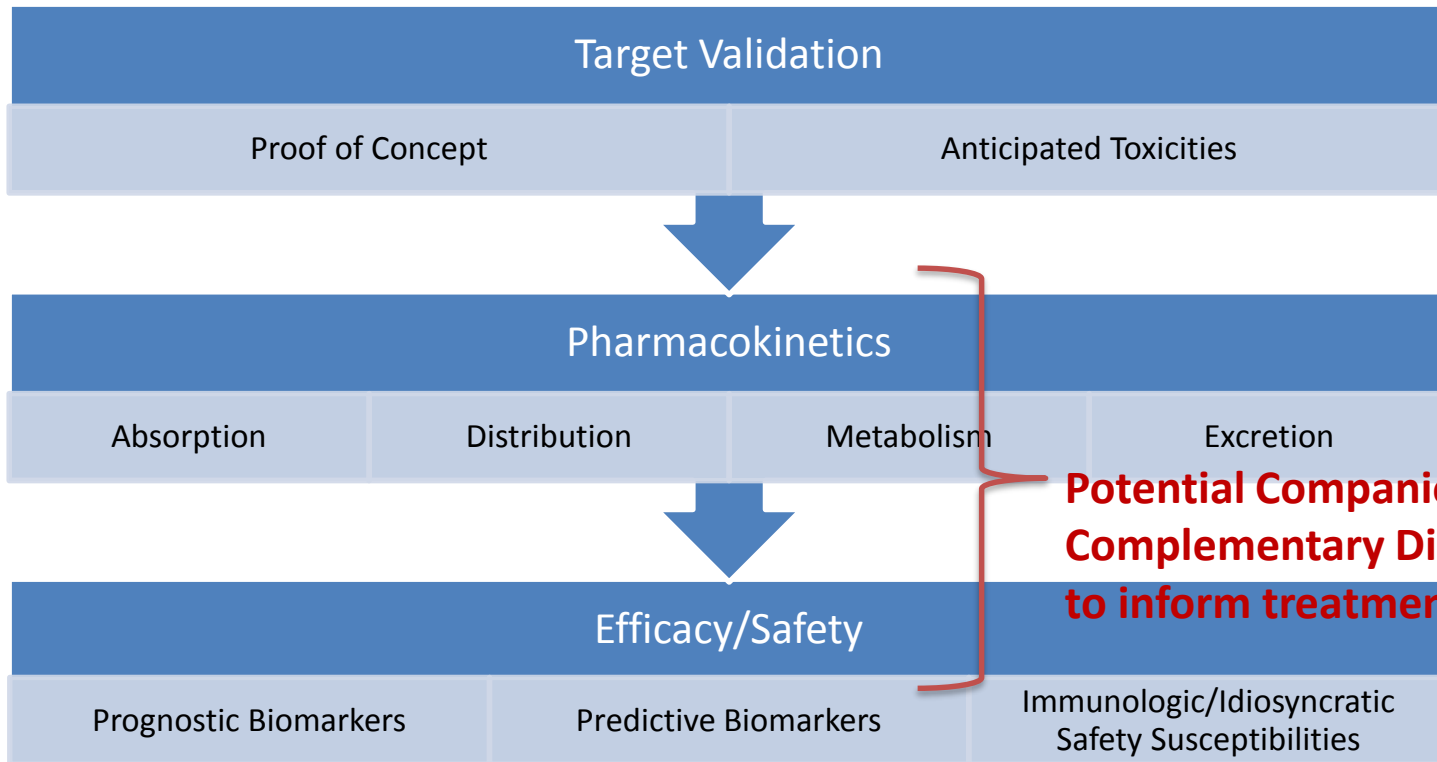 Target Validation
Proof of Concept
Anticipated Toxicities
Pharmacokinetics
Absorption
Distribution
Metabolism
Excretion
Potential
Complementary
to inform
Efficacy/Safety
Prognostic Biomarkers
Predictive Biomarkers
Immunologic/Idiosyncratic
Safety Susceptibilities